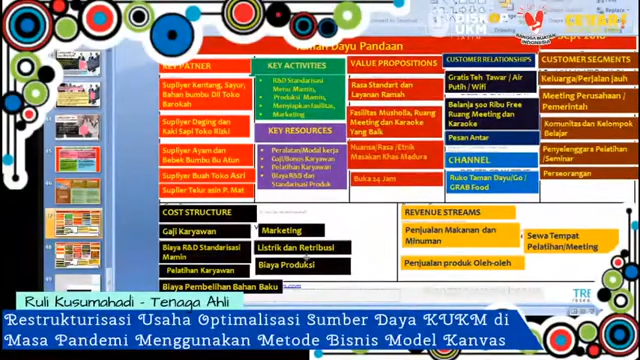 Taman Dayu Pandaan
Sept 2018
KEY PATNER
Supliyer Kentang, Sayur,
Bahan bumbu Dll Toko
Barokah
Supliyer Daging dan
Kaki Sapi Toko Rizki
Supliyer Ayam dan
Bebek Bumbu Bu Atun
Supliyer Buah Toko Asri
Suplier Telur asin P. Mat
KEY ACTIVITIES
R&D Standarisasi
Menu Mamin,
Produksi Mamin,
Menyiapkan fasilitas,
Marketing
KEY RESOURCES
Peralatan/Modal kerja
Gaji/Bonus Karyawan
Pelatihan Karyawan
Biaya R&D dan
Standarisasi Produk
VALUE PROPOSITIONS
Rasa Standart dan
Layanan Ramah
Fasilitas Musholla, Ruang
Meeting dan Karaoke
Yang Baik
Nuansa/Rasa /Etnik
Masakan Khas Madura
Buka 24 Jam
CUSTOMER RELATIONSHIPS
Gratis Teh Tawar / Air
Putih / Wifi
Belanja 500 Ribu Free
Ruang Meeting dan
Karaoke
Pesan Antar
CHANNEL
Ruko Taman Dayu/Go /
GRAB Food
CUSTOMER SEGMENTS
Keluarga/Perjalan jauh
Meeting Perusahaan /
Pemerintah
Komunitas dan Kelompok
Belajar
Penyelenggara Pelatihan
/Seminar
Perseorangan
COST STRUCTURE
Gaji Karyawan
Biaya R&D Standarisasi
Mamin
Pelatihan Karyawan
Biaya Pembelihan Bahan Baku
Marketing
Listrik dan Retribusi
Biaya Produksi
REVENUE STREAMS
Penjualan Makanan dan
Minuman
Penjualan produk Oleh-oleh
Sewa Tempat
Pelatihan/Meeting
Ruli Kusumahadi - Tenaga Ahli
Restrukturisasi Usaha Optimalisasi Sumber Daya KUKM di
Masa Pandemi Menggunakan Metode Bisnis Model Kanvas